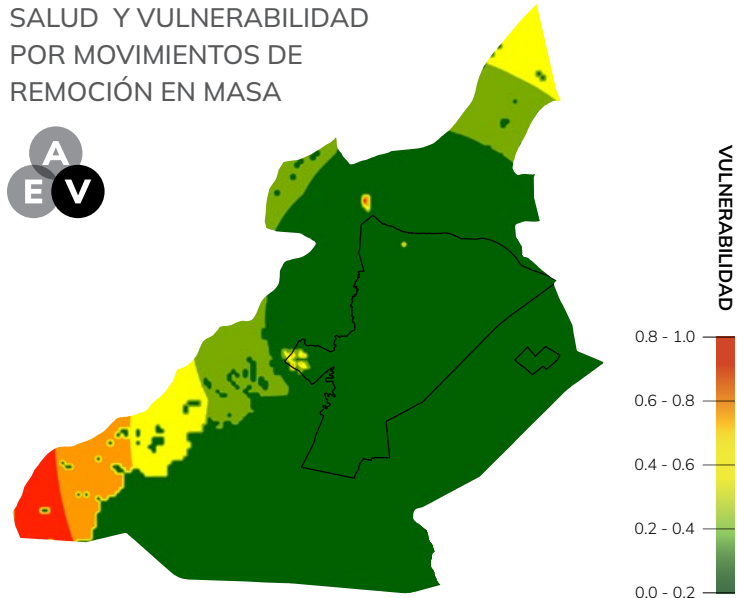 SALUD Y VULNERABILIDAD
POR MOVIMIENTOS DE
REMOCIÓN EN MASA
A
E V
VULNERABILIDAD
0.8 - 1.0
0.6 - 0.8
0.4 - 0.6
0.2 - 0.4
0.0 - 0.2